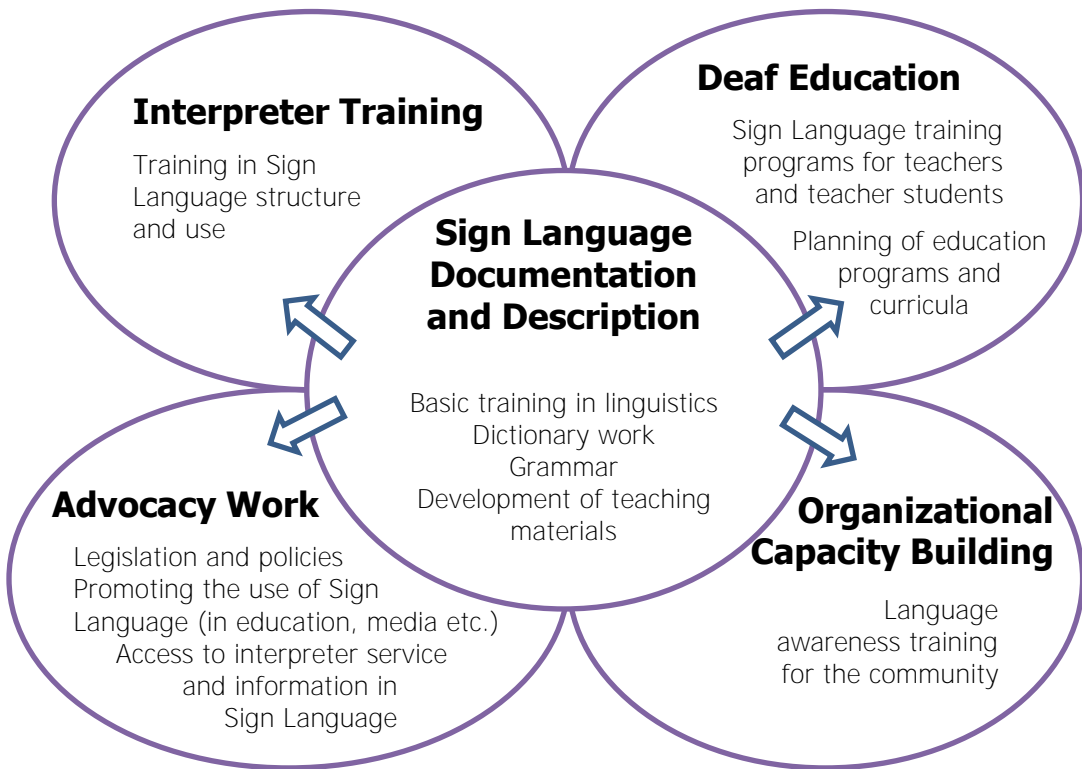 Interpreter Training
Training in Sign
Language structure
and use
Deaf Education
Sign Language training
programs for teachers
and teacher students
Planning of education
programs and
curricula
Sign Language
Documentation
and Description
Basic training in linguistics
Dictionary work
Grammar
Development of teaching
materials
Advocacy Work
Legislation and policies
Promoting the use of Sign
Language (in education, media etc.)
Access to interpreter service
and information in
Sign Language
Organizational
Capacity Building
Language
awareness training
for the community